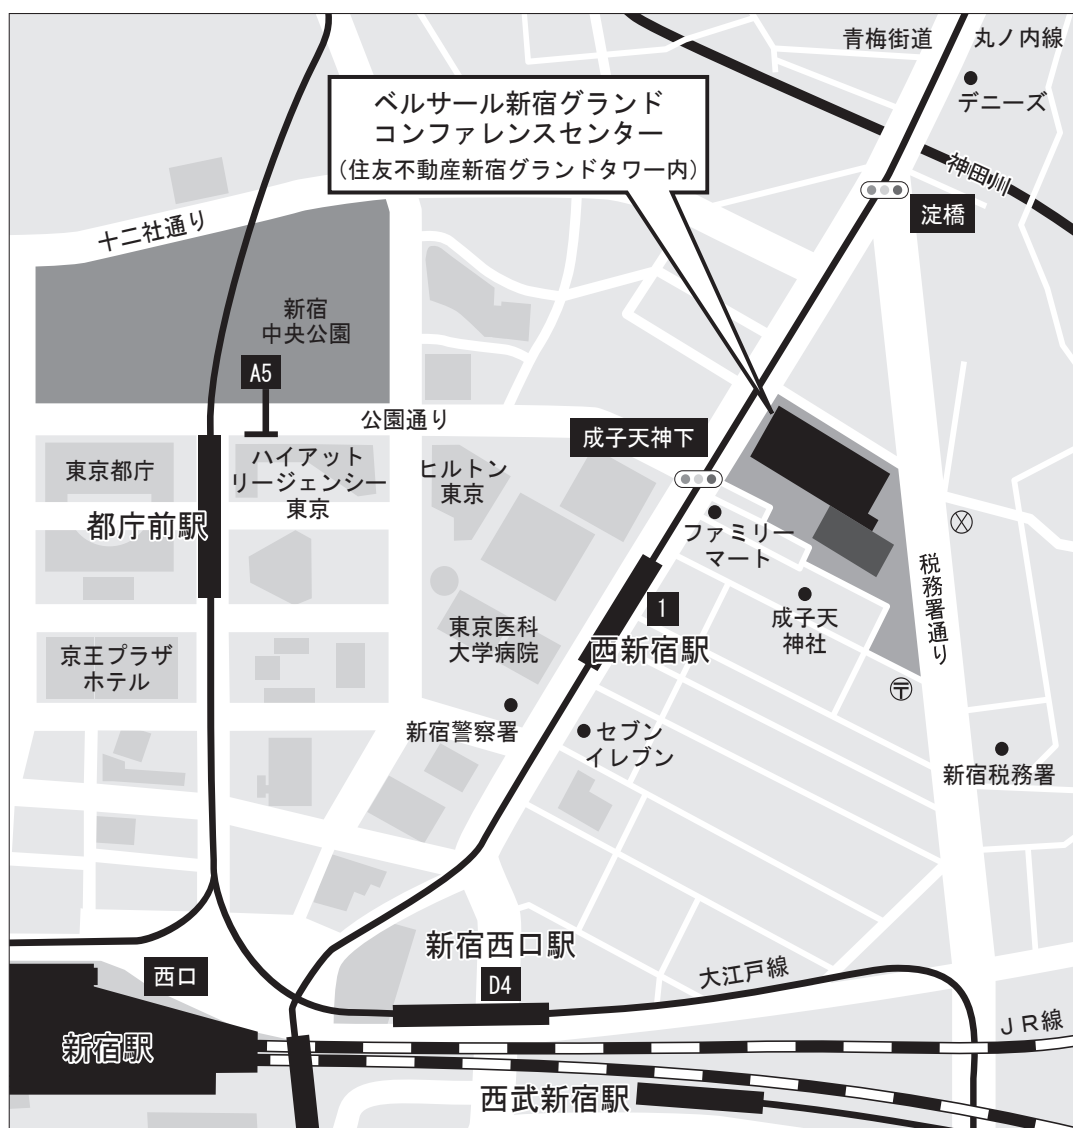 青梅街道
丸ノ内線
デニーズ
ベルサール新宿グランド
コンファレンスセンター
(住友不動産新宿グランドタワー内)
神田川
淀橋
十二社通り
新宿
中央公園
A5
公園通り
成子天神下
東京都庁
ハイアット
リージェンシー
東京
ヒルトン
東京
都庁前駅
ファミリー
マート
税務署通り
1
成子天
神社
東京医科
大学病院
西新宿駅
京王プラザ
ホテル
〒
新宿警察署
セブン
イレブン
新宿税務署
新宿西口駅
西口
D4
大江戸線
JR線
新宿駅
西武新宿駅